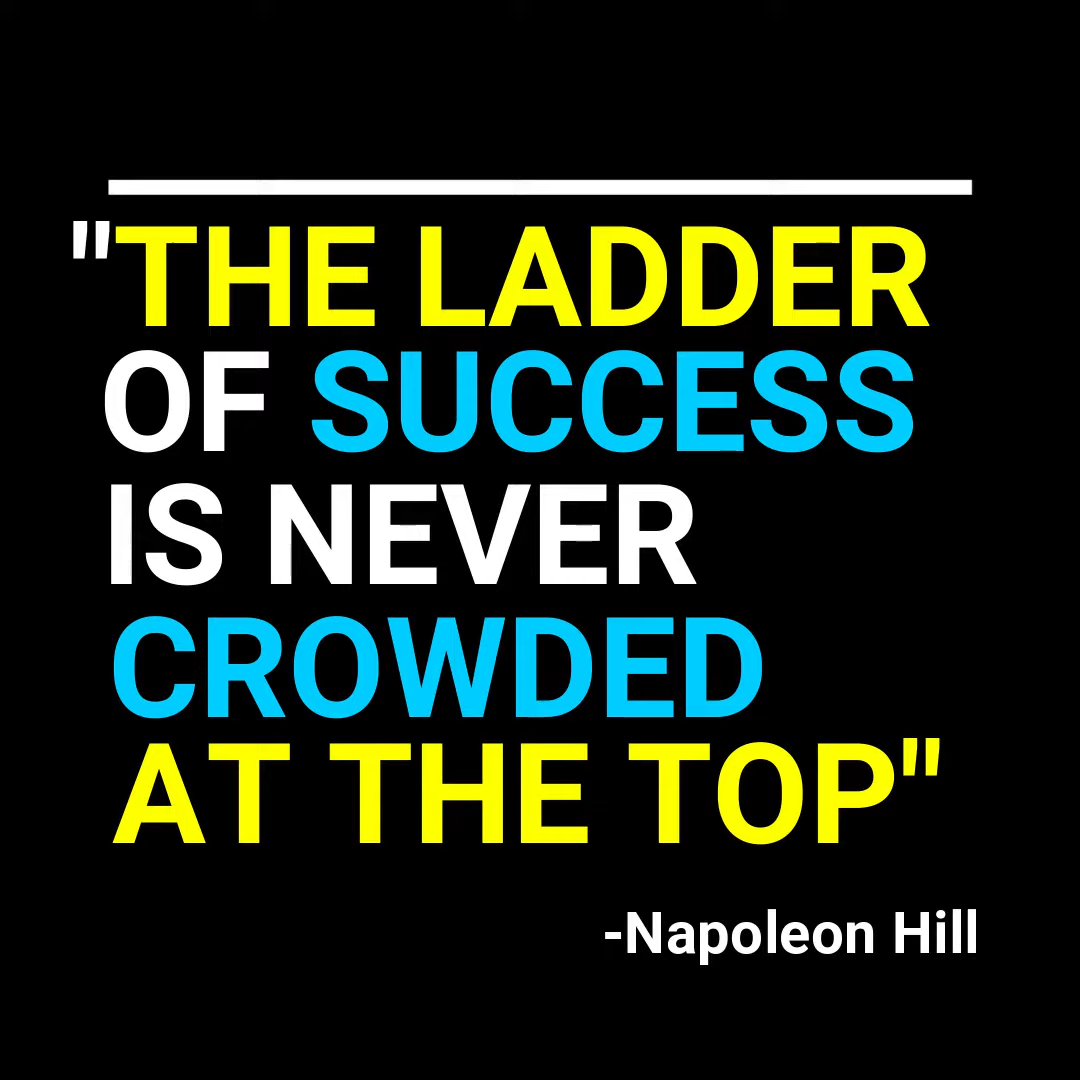 "THE LADDER
OF SUCCESS
IS NEVER
CROWDED
AT THE TOP"
-Napoleon Hill